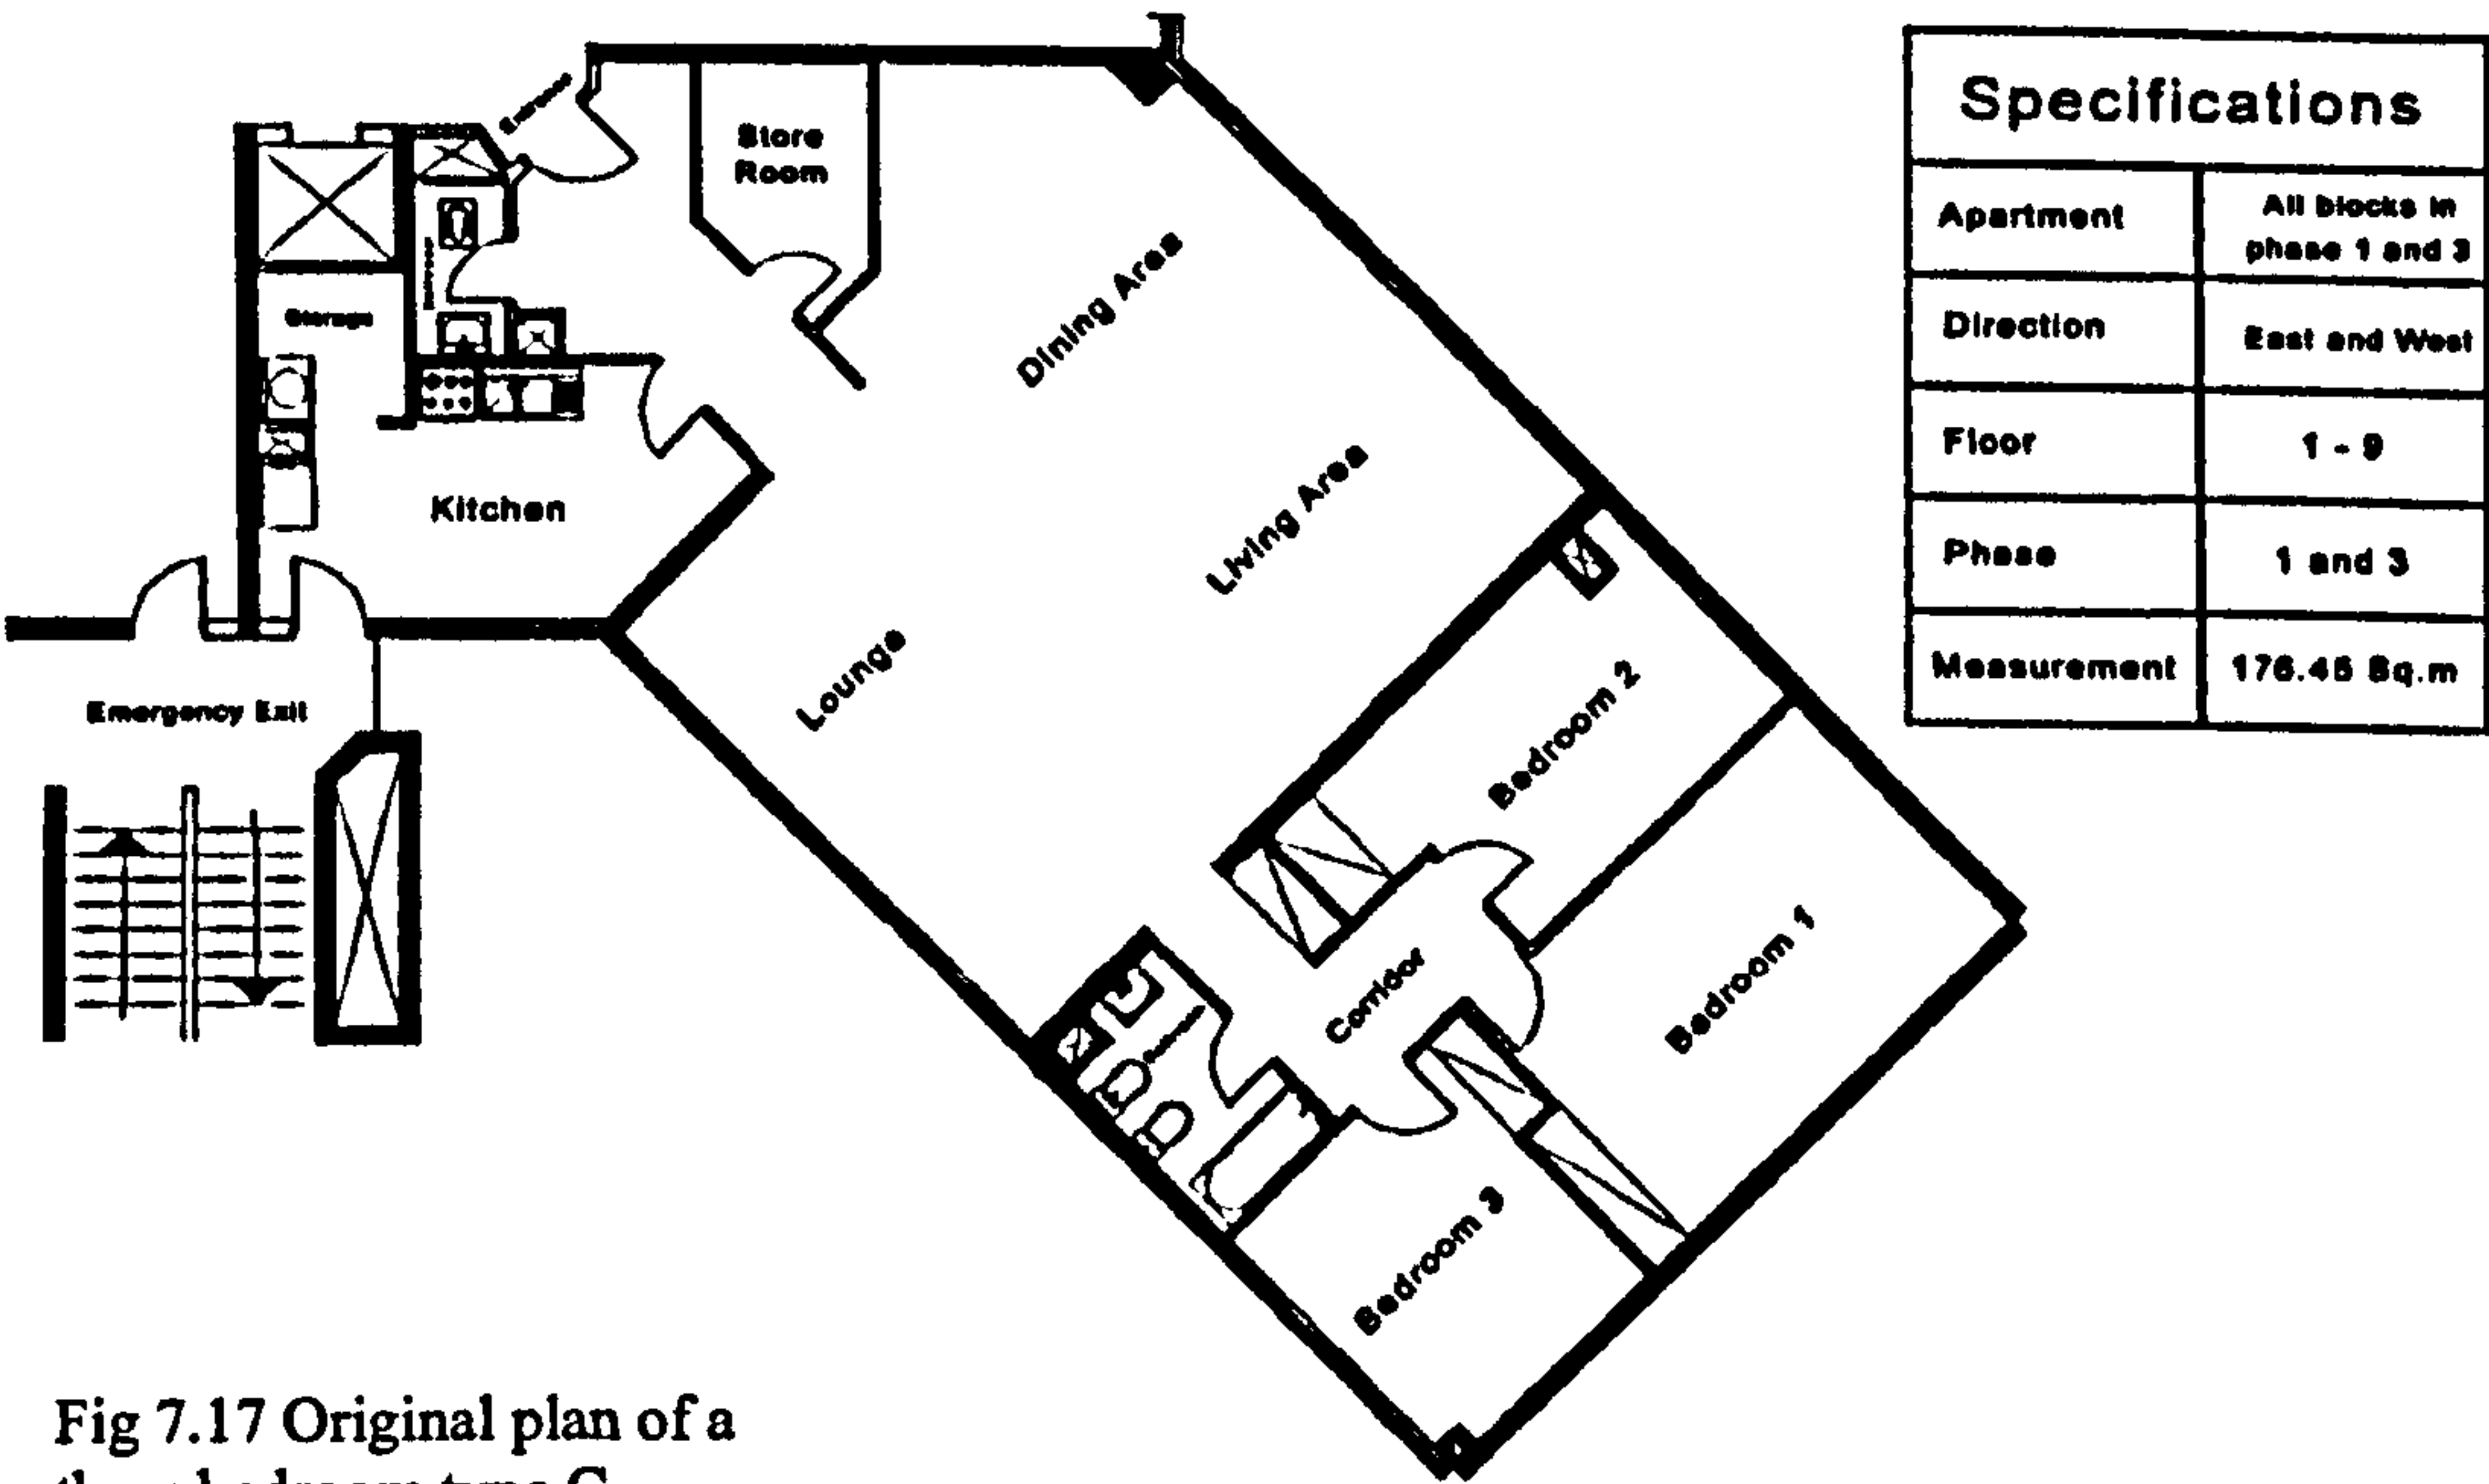 Store
Room
Storage
Kitchen
Dining Area
Living Area
Lounge
Emergency Exit
Bedroom 2
Corridor
Bedroom 1
Bedroom 3
Specifications
Apartment
All blocks in
phase 1 and 3
Direction
East and West
Floor
1 - 9
Phase
1 and 3
Measurement
Sq.m
Fig 7.17 Original plan of a